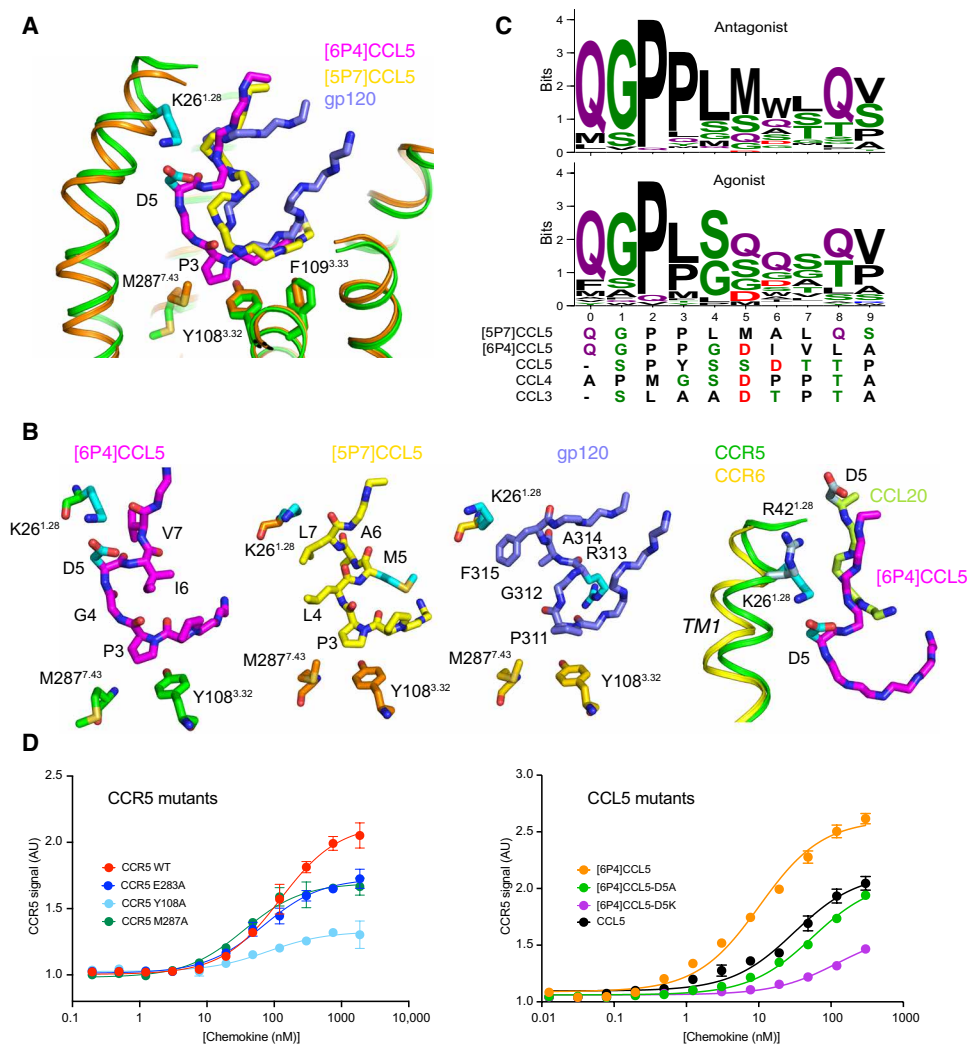 A
[6P4]CCL5
[5P7]CCL5
gp120
K26^1.28
D5
P3
M287^7.43
F109^3.33
Y108^3.32
C
Antagonist
Bits
4
2
0
Agonist
Bits
4
2
0
0 1 2 3 4 5 6 7 8 9
[5P7]CCL5 Q G P P L M A L Q S
[6P4]CCL5 Q G P P G D I V L A
CCL5 - S P Y S S D T T P
CCL4 A P M G S D P P T A
CCL3 - S L A A D T P T A
B
[6P4]CCL5
K26^1.28
V7
D5
I6
G4
P3
M287^7.43
Y108^3.32
[5P7]CCL5
K26^1.28
L7
A6
M5
L4
P3
M287^7.43
Y108^3.32
gp120
K26^1.28
A314
R313
F315
G312
P311
M287^7.43
Y108^3.32
CCR5
CCR6
D5
R42^1.28
CCL20
[6P4]CCL5
K26^1.28
TM1
D5
D
CCR5 mutants
CCR5 signal (AU)
2.5
2.0
1.5
1.0
CCR5 WT
CCR5 E283A
CCR5 Y108A
CCR5 M287A
0.1 1 10 100 1000 10,000
[Chemokine (nM)]
CCL5 mutants
CCR5 signal (AU)
3.0
2.5
2.0
1.5
1.0
[6P4]CCL5
[6P4]CCL5-D5A
[6P4]CCL5-D5K
CCL5
0.01 0.1 1 10 100 1000
[Chemokine (nM)]